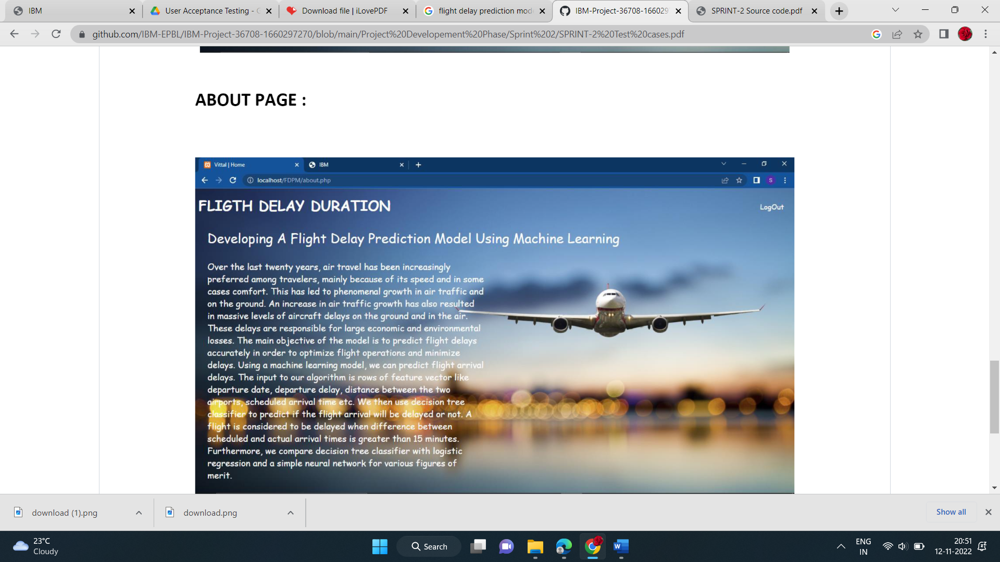 IBM
User Acceptance Testing - G
Download file | iLovePDF
flight delay prediction mod
IBM-Project-36708-166029
SPRINT-2 Source code.pdf
github.com/IBM-EPBL/IBM-Project-36708-1660297270/blob/main/Project%20Developement%20Phase/Sprint%202/SPRINT-2%20Test%20cases.pdf
ABOUT PAGE :
Vittal | Home
IBM
localhost/FDPM/about.php
S
FLIGTH DELAY DURATION
LogOut
Developing A Flight Delay Prediction Model Using Machine Learning
Over the last twenty years, air travel has been increasingly
preferred among travelers, mainly because of its speed and in some
cases comfort. This has led to phenomenal growth in air traffic and
on the ground. An increase in air traffic growth has also resulted
in massive levels of aircraft delays on the ground and in the air.
These delays are responsible for large economic and environmental
losses. The main objective of the model is to predict flight delays
accurately in order to optimize flight operations and minimize
delays. Using a machine learning model, we can predict flight arrival
delays. The input to our algorithm is rows of feature vector like
departure date, departure delay, distance between the two
airports, scheduled arrival time etc. We then use decision tree
classifier to predict if the flight arrival will be delayed or not. A
flight is considered to be delayed when difference between
scheduled and actual arrival times is greater than 15 minutes.
Furthermore, we compare decision tree classifier with logistic
regression and a simple neural network for various figures of
merit.
download (1).png
download.png
Show all
23°C
Cloudy
Search
ENG
IN
20:51
12-11-2022